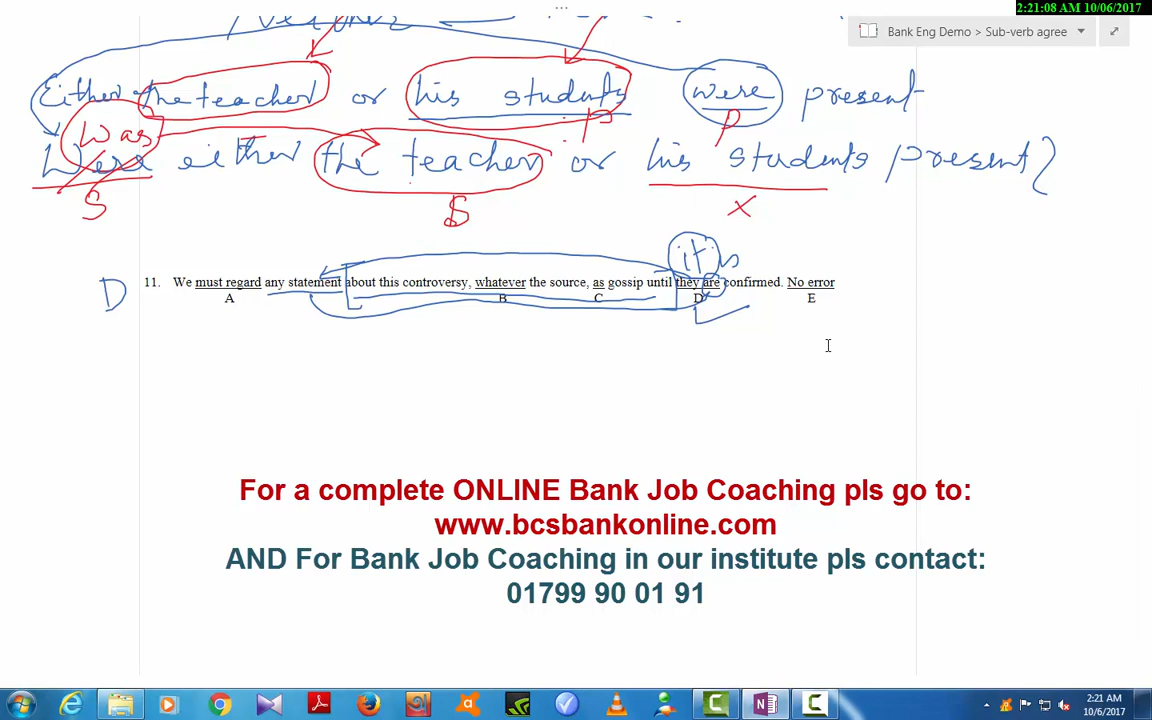 2:21:08 AM 10/06/2017
Bank Eng Demo > Sub-verb agree
Either the teacher or his students were present
P P
was
Were either the teacher or his students present?
S S X
it is
D 11. We must regard any statement about this controversy, whatever the source, as gossip until they are confirmed. No error
A B C D E
For a complete ONLINE Bank Job Coaching pls go to:
www.bcsbankonline.com
AND For Bank Job Coaching in our institute pls contact:
01799 90 01 91
2:21 AM
10/6/2017